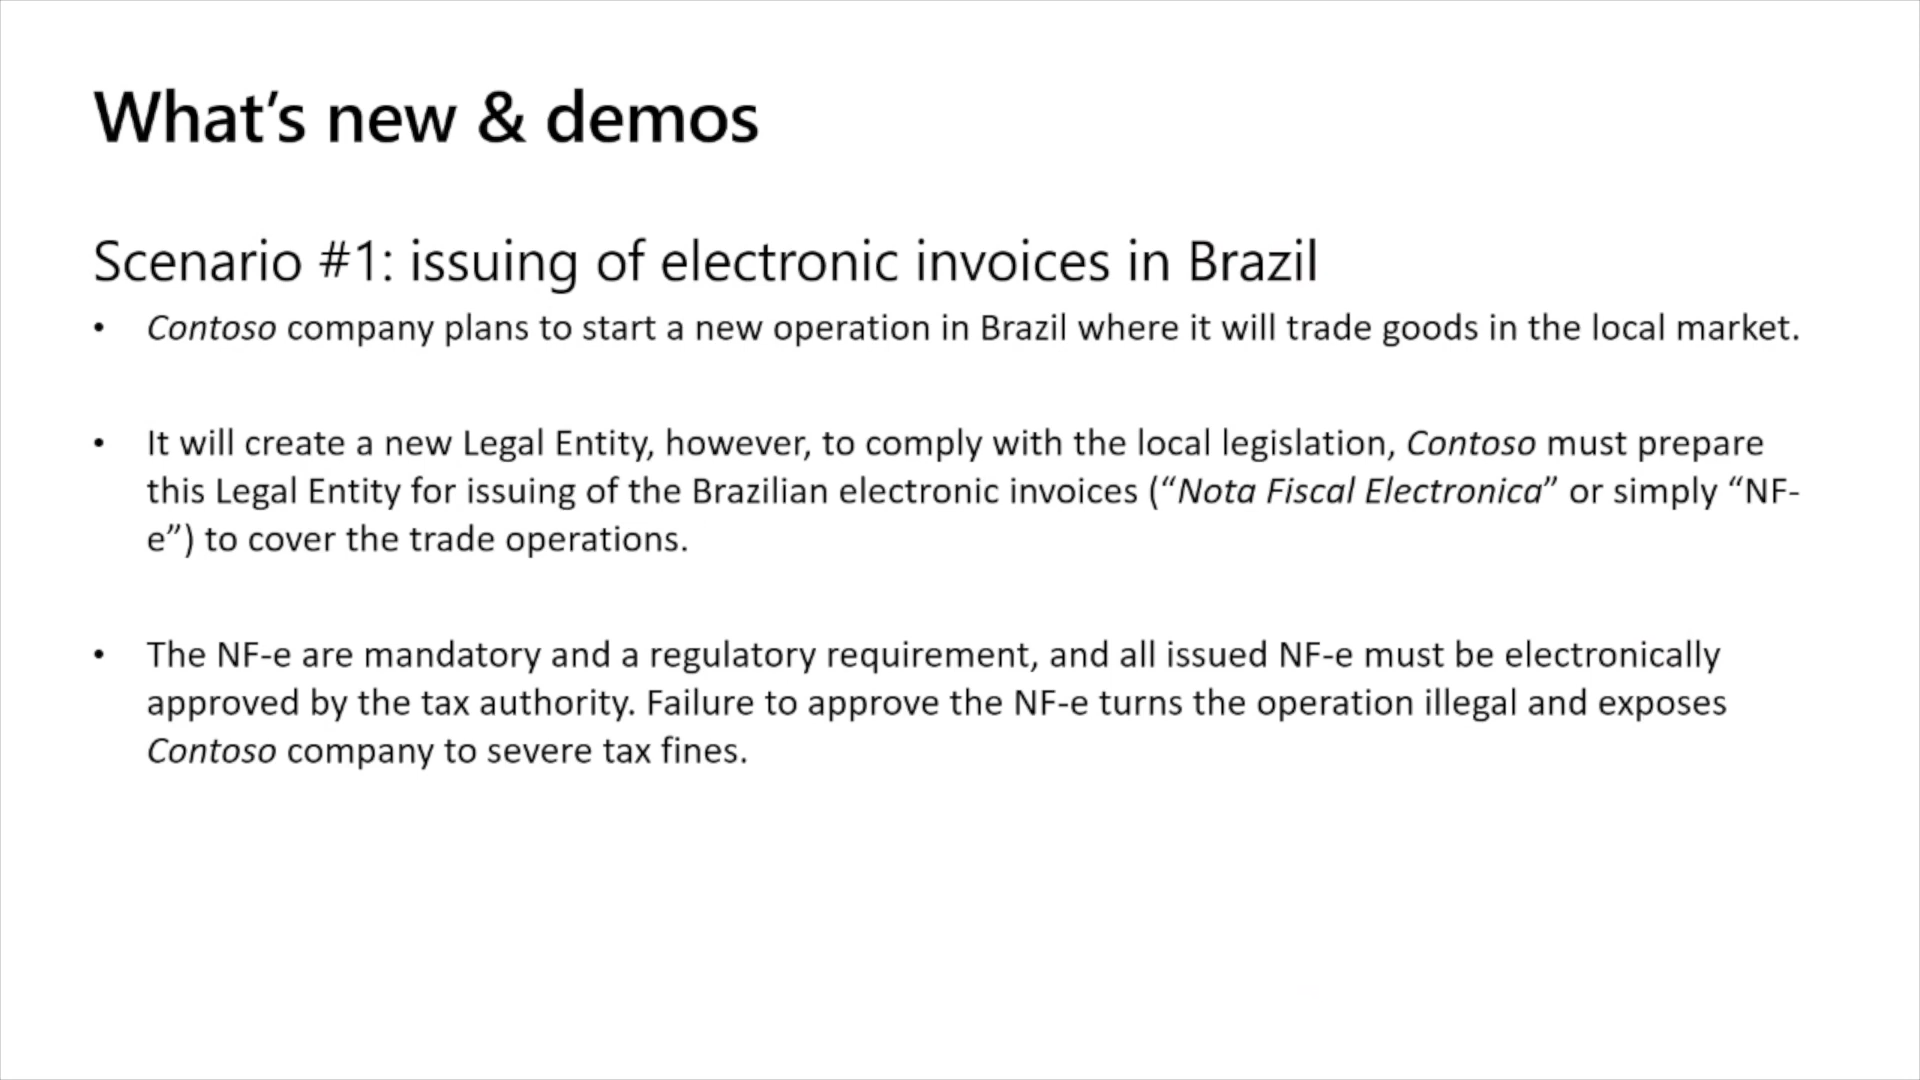 What’s new & demos
Scenario #1: issuing of electronic invoices in Brazil
• Contoso company plans to start a new operation in Brazil where it will trade goods in the local market.
• It will create a new Legal Entity, however, to comply with the local legislation, Contoso must prepare
this Legal Entity for issuing of the Brazilian electronic invoices (“Nota Fiscal Electronica” or simply “NF-
e”) to cover the trade operations.
• The NF-e are mandatory and a regulatory requirement, and all issued NF-e must be electronically
approved by the tax authority. Failure to approve the NF-e turns the operation illegal and exposes
Contoso company to severe tax fines.